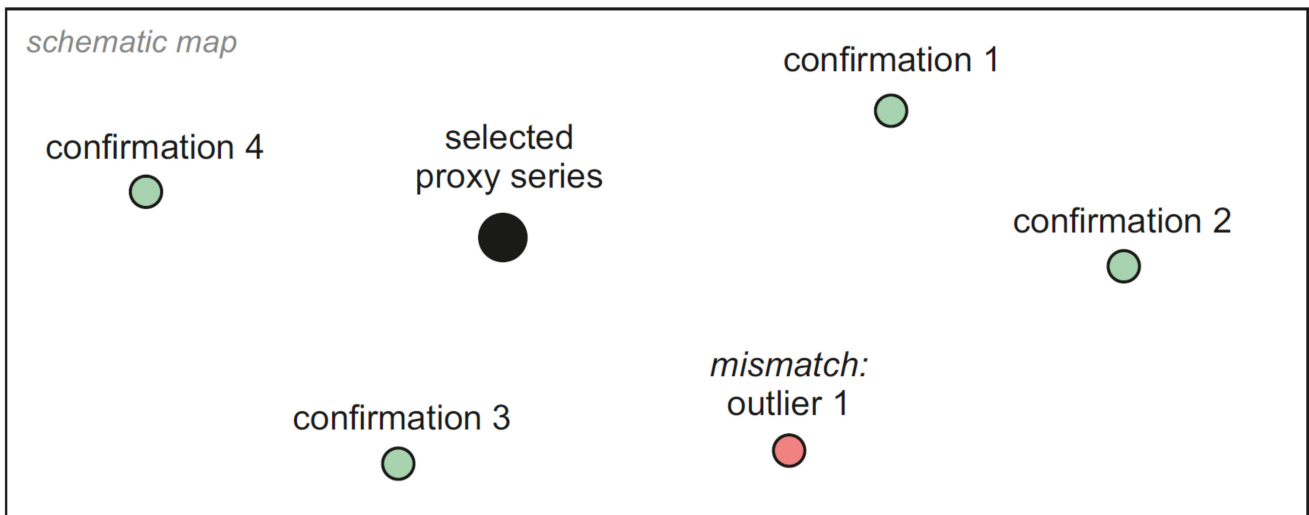 schematic map
confirmation 1
confirmation 4
selected
proxy series
confirmation 2
mismatch:
outlier 1
confirmation 3